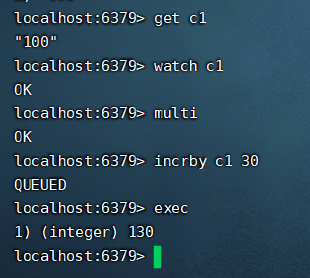 localhost:6379> get c1
"100"
localhost:6379> watch c1
OK
localhost:6379> multi
OK
localhost:6379> incrby c1 30
QUEUED
localhost:6379> exec
1) (integer) 130
localhost:6379>